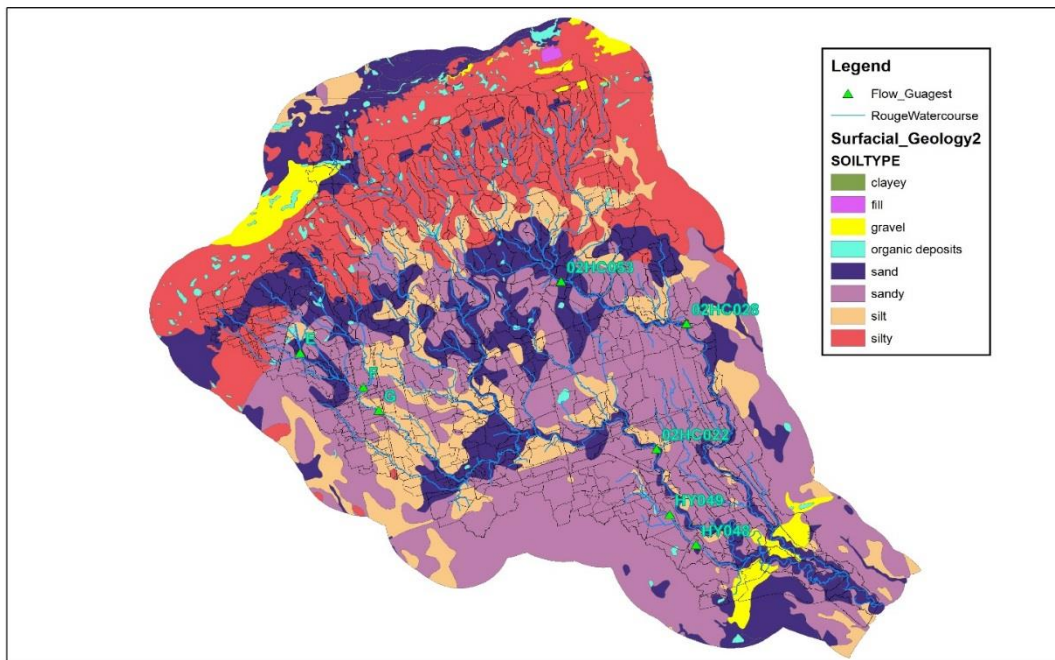 Legend
Flow_Guagest
RougeWatercourse
Surfacial_Geology2
SOILTYPE
clayey
fill
gravel
organic deposits
sand
sandy
silt
silty
02HC053
02HC028
E
F
G
02HC022
HY049
HY048